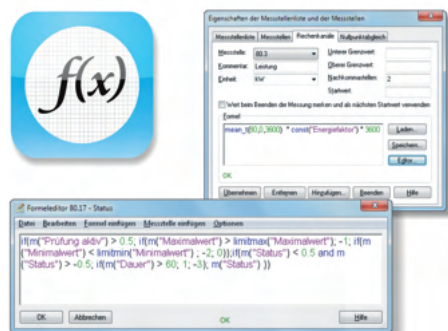 f(x)
Eigenschaften der Messstellenliste und der Messstellen
Messstellenliste Messstellen Rechenkanäle Nullpunktabgleich
Messstelle: 80.3 Unterer Grenzwert:
Kommentar: Leistung Oberer Grenzwert:
Einheit: kW Nachkommastellen: 2
Startwert:
Wert beim Beenden der Messung merken und als nächsten Startwert verwenden
Formel
mean_t(80,0,3600) * const("Energiefaktor") * 3600
Laden...
Speichern...
Editor...
OK
Übernehmen Entfernen Hinzufügen... Beenden Hilfe
Formeleditor 80.17 - Status
Datei Bearbeiten Formel einfügen Messstelle einfügen Optionen
if(m("Prüfung aktiv") > 0.5; if(m("Maximalwert") > limitmax("Maximalwert"); -1; if(m
("Minimalwert") < limitmin("Minimalwert") ; -2; 0));if(m("Status") < 0.5 and m
("Status") > -0.5; if(m("Dauer") > 60; 1; -3); m("Status") ))
OK Abbrechen OK Hilfe